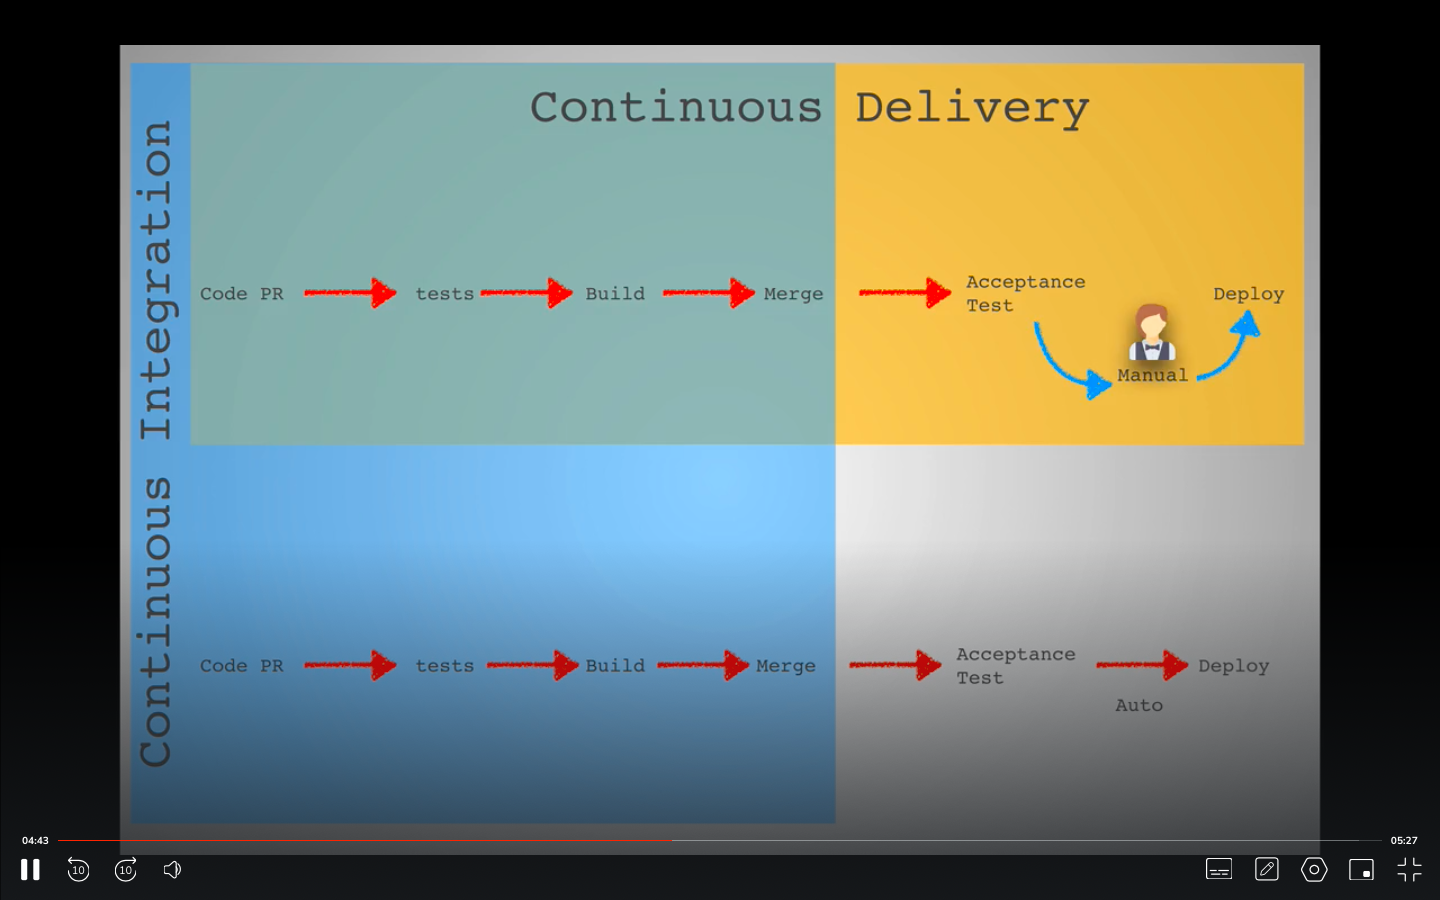 Continuous Delivery
Continuous Integration
Code PR tests Build Merge Acceptance Test Deploy
Manual
Code PR tests Build Merge Acceptance Test Deploy
Auto
04:43 05:27
10 10